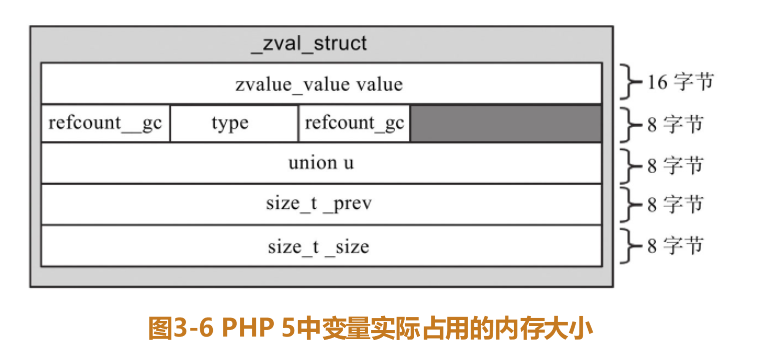 _zval_struct
zvalue_value value
16 字节
refcount__gc
type
refcount_gc
8 字节
union u
8 字节
size_t _prev
8 字节
size_t _size
8 字节
图3-6 PHP 5中变量实际占用的内存大小